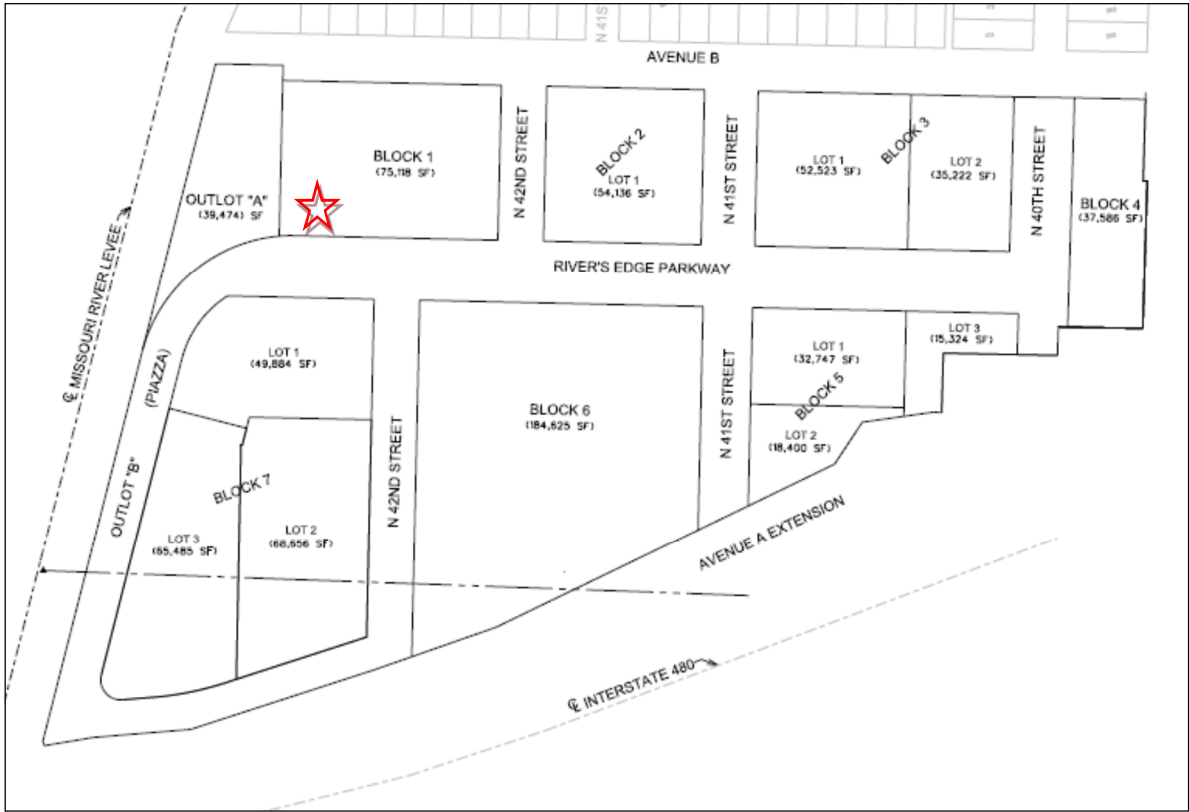 N 41S
AVENUE B
BLOCK 1
(75,118 SF)
N 42ND STREET
BLOCK 2
LOT 1
(54,136 SF)
N 41ST STREET
BLOCK 3
LOT 1
(52,523 SF)
LOT 2
(35,222 SF)
N 40TH STREET
BLOCK 4
(37,586 SF)
OUTLOT "A"
(39,474) SF
RIVER'S EDGE PARKWAY
℄ MISSOURI RIVER LEVEE
(PIAZZA)
OUTLOT "B"
LOT 1
(49,884 SF)
BLOCK 7
LOT 3
(65,485 SF)
LOT 2
(68,656 SF)
N 42ND STREET
BLOCK 6
(184,625 SF)
N 41ST STREET
LOT 1
(32,747 SF)
BLOCK 5
LOT 3
(15,324 SF)
LOT 2
(18,400 SF)
AVENUE A EXTENSION
℄ INTERSTATE 480